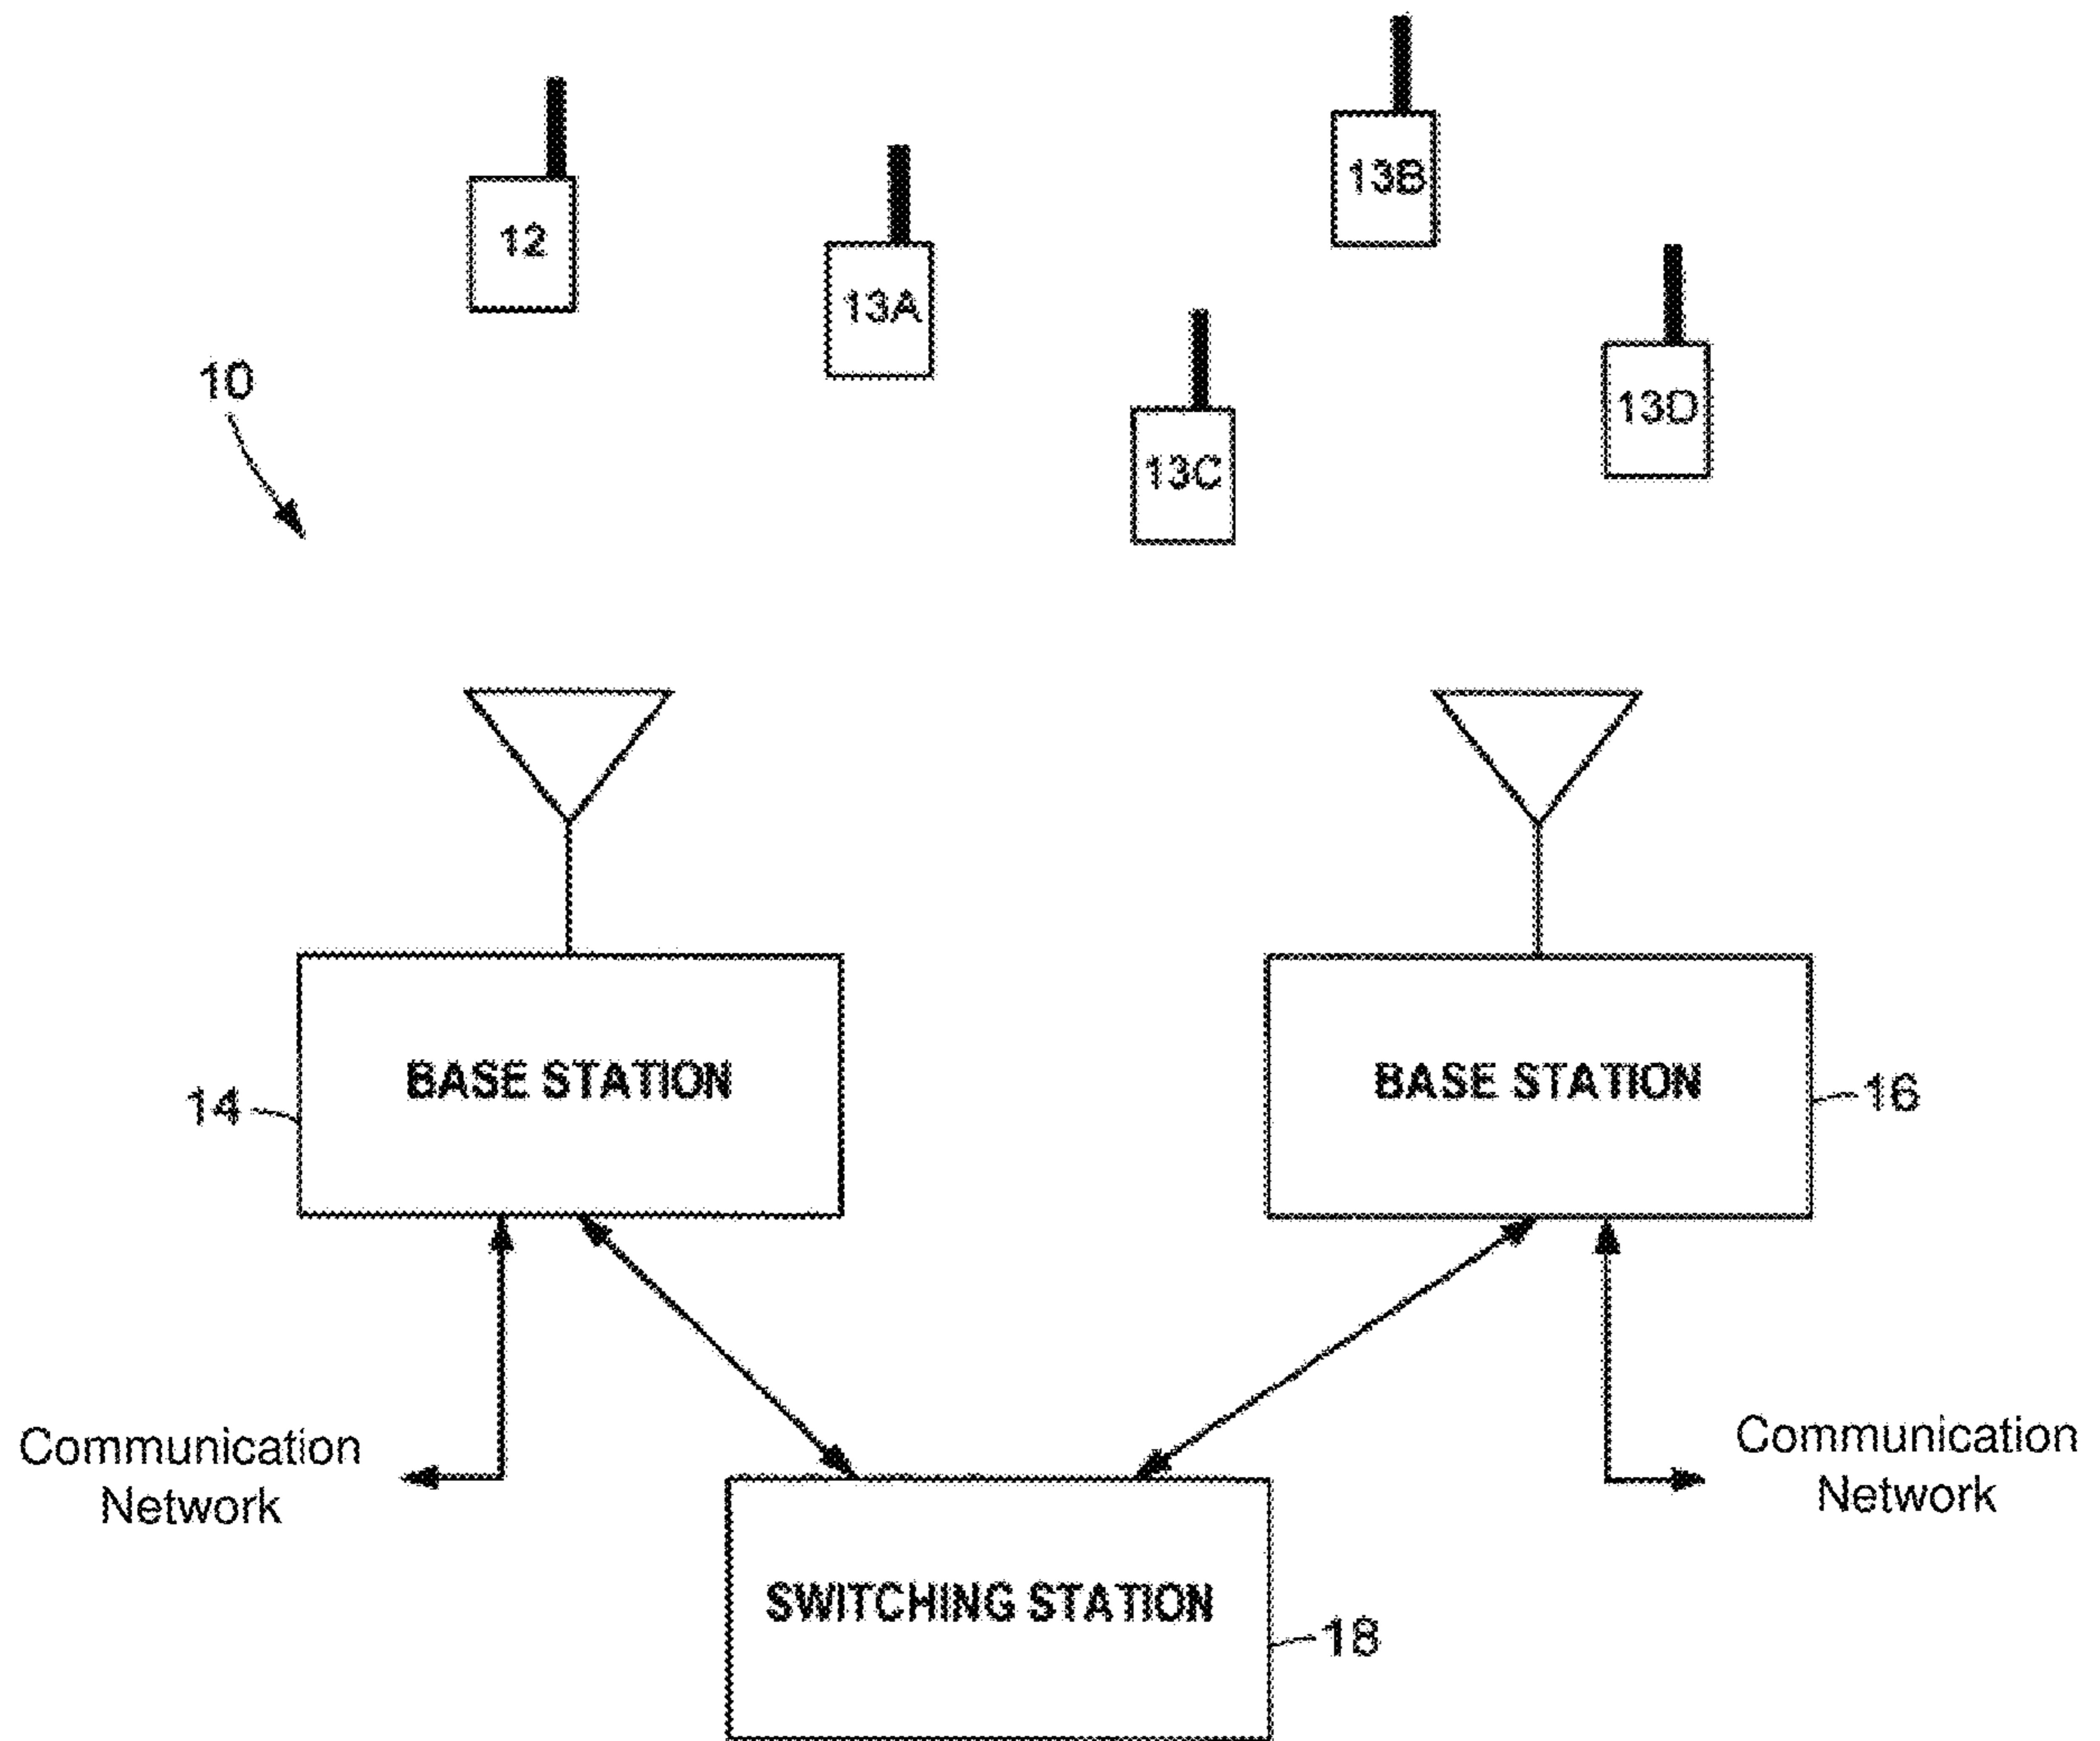 13B
12
13A
13D
10
13C
BASE STATION
BASE STATION
14
16
Communication
Network
Communication
Network
SWITCHING STATION
18